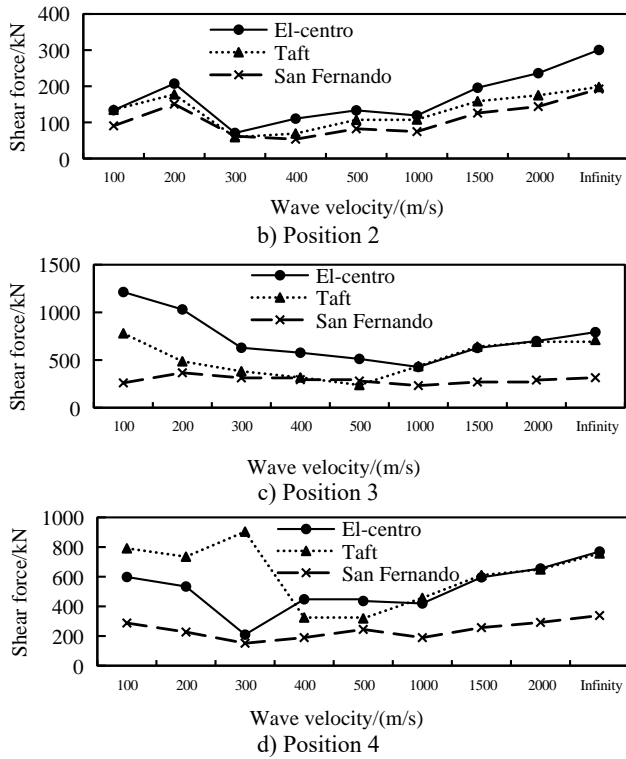 400
El-centro
300
Taft
San Fernando
200
100
0
Shear force/kN
100 200 300 400 500 1000 1500 2000 Infinity
Wave velocity/(m/s)
b) Position 2
1500
El-centro
Taft
1000
San Fernando
500
0
Shear force/kN
100 200 300 400 500 1000 1500 2000 Infinity
Wave velocity/(m/s)
c) Position 3
1000
El-centro
800
Taft
600
San Fernando
400
200
0
Shear force/kN
100 200 300 400 500 1000 1500 2000 Infinity
Wave velocity/(m/s)
d) Position 4